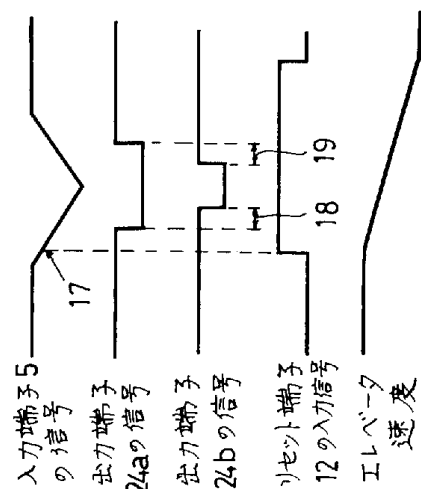 入力端子5
の信号
出力端子
24aの信号
出力端子
24bの信号
リセット端子
12の入力信号
エレベータ
速度
17
18
19